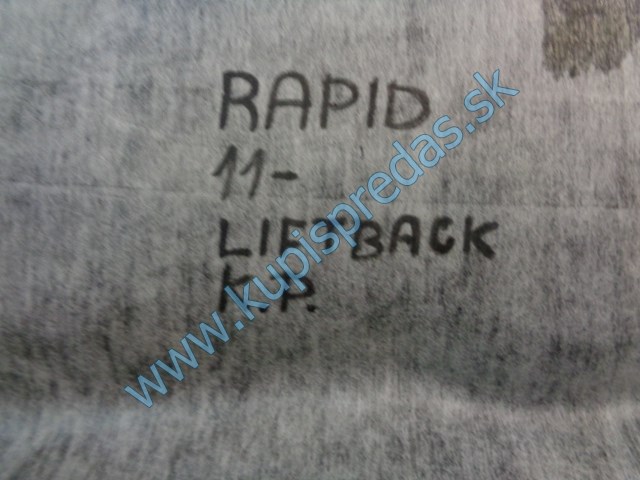 RAPID
11-
LIFTBACK
K.P.
www.kupispredas.sk